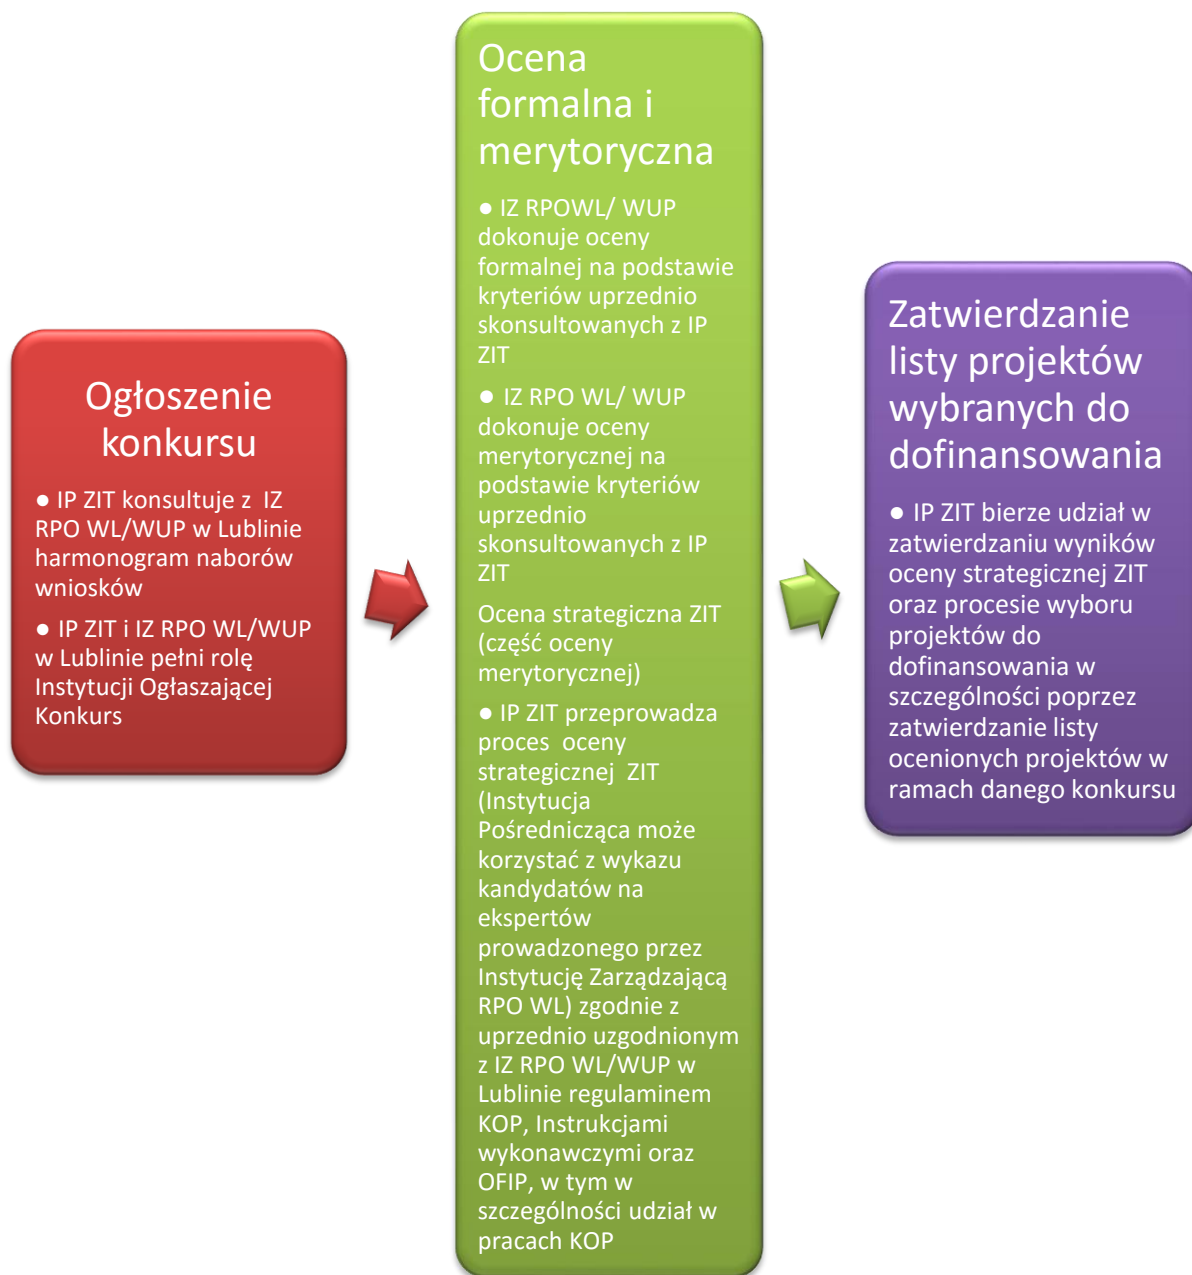 Ogłoszenie
konkursu
● IP ZIT konsultuje z IZ
RPO WL/WUP w Lublinie
harmonogram naborów
wniosków
● IP ZIT i IZ RPO WL/WUP
w Lublinie pełni rolę
Instytucji Ogłaszającej
Konkurs
Ocena
formalna i
merytoryczna
● IZ RPOWL/ WUP
dokonuje oceny
formalnej na podstawie
kryteriów uprzednio
skonsultowanych z IP
ZIT
● IZ RPO WL/ WUP
dokonuje oceny
merytorycznej na
podstawie kryteriów
uprzednio
skonsultowanych z IP
ZIT
Ocena strategiczna ZIT
(część oceny
merytorycznej)
● IP ZIT przeprowadza
proces oceny
strategicznej ZIT
(Instytucja
Pośrednicząca może
korzystać z wykazu
kandydatów na
ekspertów
prowadzonego przez
Instytucję Zarządzającą
RPO WL) zgodnie z
uprzednio uzgodnionym
z IZ RPO WL/WUP w
Lublinie regulaminem
KOP, Instrukcjami
wykonawczymi oraz
OFIP, w tym w
szczególności udział w
pracach KOP
Zatwierdzanie
listy projektów
wybranych do
dofinansowania
● IP ZIT bierze udział w
zatwierdzaniu wyników
oceny strategicznej ZIT
oraz procesie wyboru
projektów do
dofinansowania w
szczególności poprzez
zatwierdzanie listy
ocenionych projektów w
ramach danego konkursu